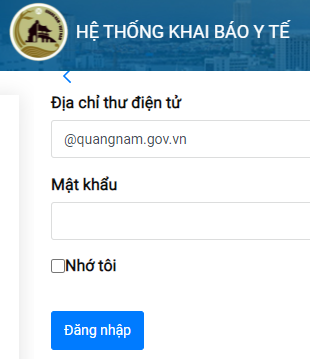 HỆ THỐNG KHAI BÁO Y TẾ
Địa chỉ thư điện tử
@quangnam.gov.vn
Mật khẩu
Nhớ tôi
Đăng nhập